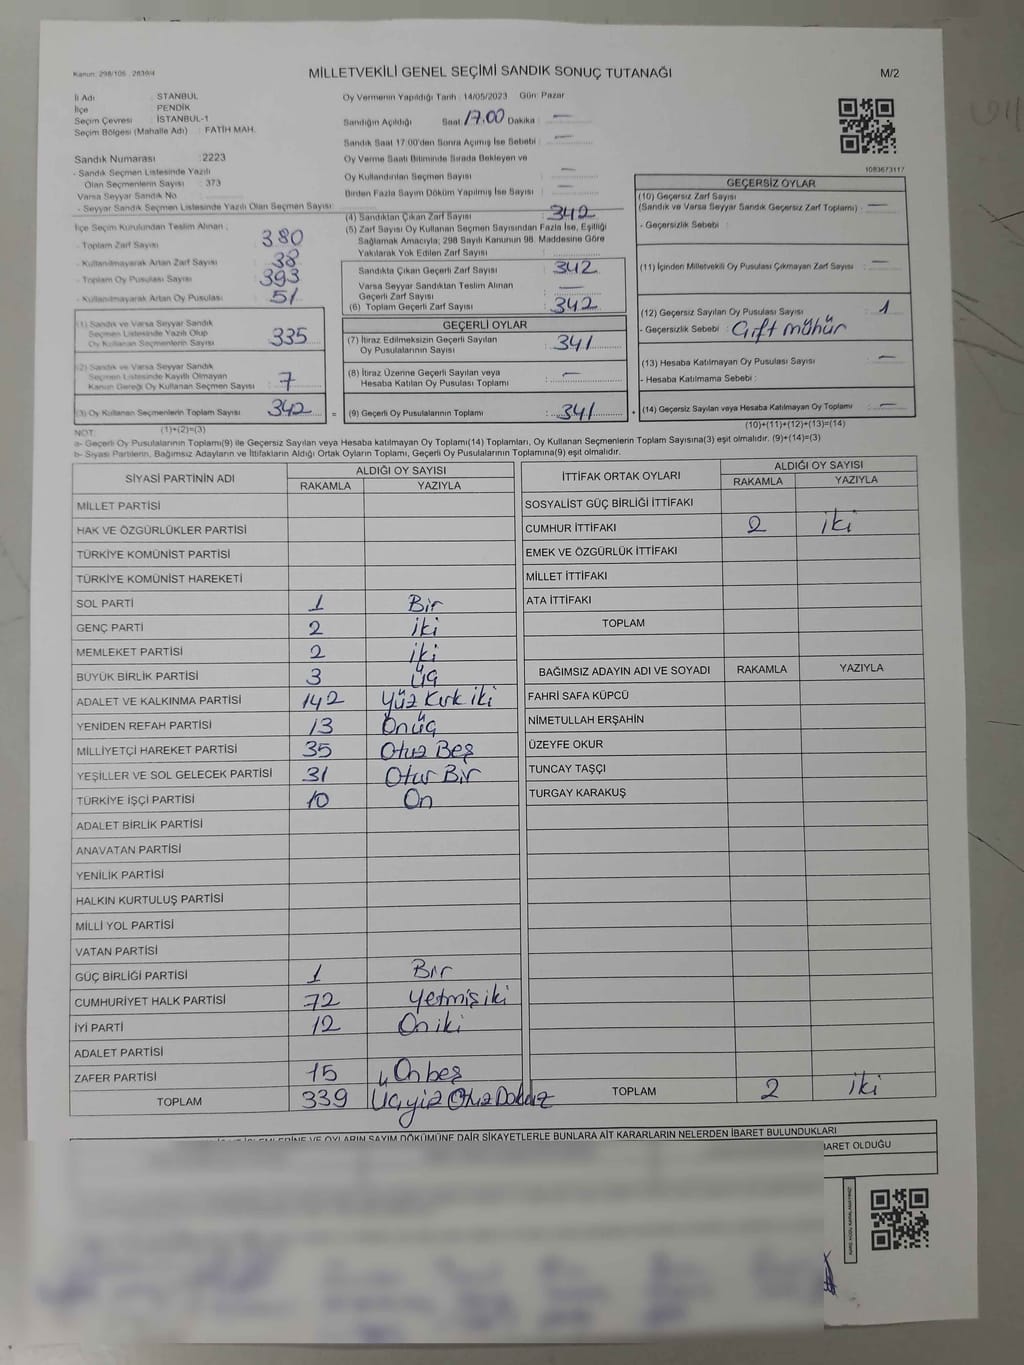 Kanun: 298/105 , 2839/4
MİLLETVEKİLİ GENEL SEÇİMİ SANDIK SONUÇ TUTANAĞI
M/2
İl Adı : İSTANBUL
İlçe : PENDİK
Seçim Çevresi : İSTANBUL-1
Seçim Bölgesi (Mahalle Adı) : FATİH MAH.
Sandık Numarası :2223
- Sandık Seçmen Listesinde Yazılı
Olan Seçmenlerin Sayısı : 373
Varsa Seyyar Sandık No :
- Seyyar Sandık Seçmen Listesinde Yazılı Olan Seçmen Sayısı:
İlçe Seçim Kurulundan Teslim Alınan ;
- Toplam Zarf Sayısı 380
- Kullanılmayarak Artan Zarf Sayısı 38
- Toplam Oy Pusulası Sayısı 393
- Kullanılmayarak Artan Oy Pusulası 51
(1) Sandık ve Varsa Seyyar Sandık
Seçmen Listesinde Yazılı Olup
Oy Kullanan Seçmenlerin Sayısı 335
(2) Sandık ve Varsa Seyyar Sandık
Seçmen Listesinde Kayıtlı Olmayan
Kanun Gereği Oy Kullanan Seçmen Sayısı : 7
(3) Oy Kullanan Seçmenlerin Toplam Sayısı : 342
(1)+(2)=(3)
Oy Vermenin Yapıldığı Tarih : 14/05/2023 Gün: Pazar
Sandığın Açıldığı Saat 17.00 Dakika : —
Sandık Saat 17:00'den Sonra Açılmış İse Sebebi : —
Oy Verme Saati Bitiminde Sırada Bekleyen ve
Oy Kullandırılan Seçmen Sayısı : —
Birden Fazla Sayım Döküm Yapılmış İse Sayısı : —
(4) Sandıktan Çıkan Zarf Sayısı : 342
(5) Zarf Sayısı Oy Kullanan Seçmen Sayısından Fazla İse, Eşitliği
Sağlamak Amacıyla; 298 Sayılı Kanunun 98. Maddesine Göre
Yakılarak Yok Edilen Zarf Sayısı :
Sandıkta Çıkan Geçerli Zarf Sayısı : 342
Varsa Seyyar Sandıktan Teslim Alınan
Geçerli Zarf Sayısı : —
(6) Toplam Geçerli Zarf Sayısı : 342
GEÇERLİ OYLAR
(7) İtiraz Edilmeksizin Geçerli Sayılan
Oy Pusulalarının Sayısı : 341
(8) İtiraz Üzerine Geçerli Sayılan veya
Hesaba Katılan Oy Pusulası Toplamı : —
= (9) Geçerli Oy Pusulalarının Toplamı : 341
1083673117
GEÇERSİZ OYLAR
(10) Geçersiz Zarf Sayısı
(Sandık ve Varsa Seyyar Sandık Geçersiz Zarf Toplamı) : —
- Geçersizlik Sebebi :
(11) İçinden Milletvekili Oy Pusulası Çıkmayan Zarf Sayısı : —
(12) Geçersiz Sayılan Oy Pusulası Sayısı : 1
- Geçersizlik Sebebi : Çift mühür
(13) Hesaba Katılmayan Oy Pusulası Sayısı : —
- Hesaba Katılmama Sebebi :
+ (14) Geçersiz Sayılan veya Hesaba Katılmayan Oy Toplamı : —
(10)+(11)+(12)+(13)=(14)
NOT:
a- Geçerli Oy Pusulalarının Toplamı(9) ile Geçersiz Sayılan veya Hesaba katılmayan Oy Toplamı(14) Toplamları, Oy Kullanan Seçmenlerin Toplam Sayısına(3) eşit olmalıdır. (9)+(14)=(3)
b- Siyasi Partilerin, Bağımsız Adayların ve İttifakların Aldığı Ortak Oyların Toplamı, Geçerli Oy Pusulalarının Toplamına(9) eşit olmalıdır.
SİYASİ PARTİNİN ADI ALDIĞI OY SAYISI
RAKAMLA YAZIYLA
MİLLET PARTİSİ
HAK VE ÖZGÜRLÜKLER PARTİSİ
TÜRKİYE KOMÜNİST PARTİSİ
TÜRKİYE KOMÜNİST HAREKETİ
SOL PARTİ 1 Bir
GENÇ PARTİ 2 iki
MEMLEKET PARTİSİ 2 iki
BÜYÜK BİRLİK PARTİSİ 3 üç
ADALET VE KALKINMA PARTİSİ 142 Yüz Kırk iki
YENİDEN REFAH PARTİSİ 13 Onüç
MİLLİYETÇİ HAREKET PARTİSİ 35 Otuz Beş
YEŞİLLER VE SOL GELECEK PARTİSİ 31 Otuz Bir
TÜRKİYE İŞÇİ PARTİSİ 10 On
ADALET BİRLİK PARTİSİ
ANAVATAN PARTİSİ
YENİLİK PARTİSİ
HALKIN KURTULUŞ PARTİSİ
MİLLİ YOL PARTİSİ
VATAN PARTİSİ
GÜÇ BİRLİĞİ PARTİSİ 1 Bir
CUMHURİYET HALK PARTİSİ 72 Yetmiş iki
İYİ PARTİ 12 On iki
ADALET PARTİSİ
ZAFER PARTİSİ 15 On beş
TOPLAM 339 Üçyüz Otuz Dokuz
İTTİFAK ORTAK OYLARI ALDIĞI OY SAYISI
RAKAMLA YAZIYLA
SOSYALİST GÜÇ BİRLİĞİ İTTİFAKI
CUMHUR İTTİFAKI 2 iki
EMEK VE ÖZGÜRLÜK İTTİFAKI
MİLLET İTTİFAKI
ATA İTTİFAKI
TOPLAM
BAĞIMSIZ ADAYIN ADI VE SOYADI RAKAMLA YAZIYLA
FAHRİ SAFA KÜPCÜ
NİMETULLAH ERŞAHİN
ÜZEYFE OKUR
TUNCAY TAŞÇI
TURGAY KARAKUŞ
TOPLAM 2 iki
VE OYLARIN SAYIM DÖKÜMÜNE DAİR ŞİKAYETLERLE BUNLARA AİT KARARLARIN NELERDEN İBARET BULUNDUKLARI
İBARET OLDUĞU